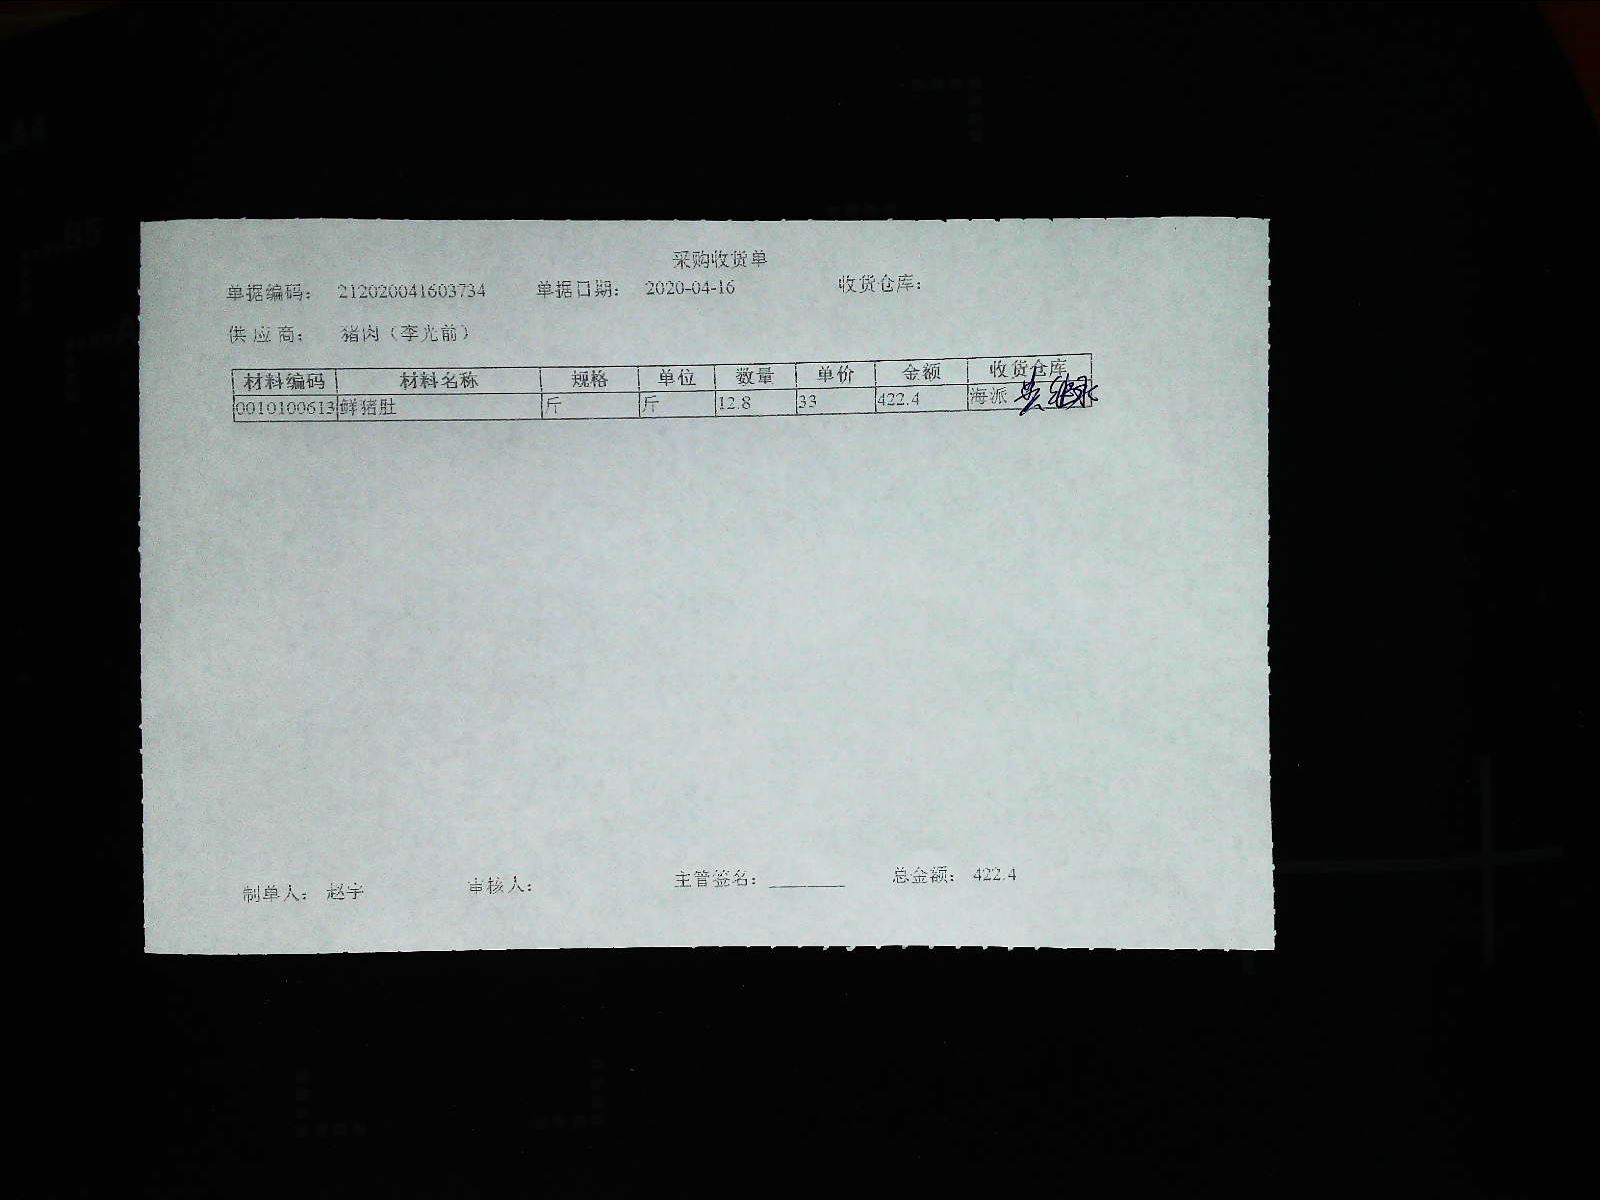 采购收货单
单据编码： 212020041603734 单据日期： 2020-04-16 收货仓库：
供应商： 猪肉（李光前）
材料编码 材料名称 规格 单位 数量 单价 金额 收货仓库
0010100613 鲜猪肚 斤 斤 12.8 33 422.4 海派
制单人： 赵宇 审核人： 主管签名： 总金额： 422.4